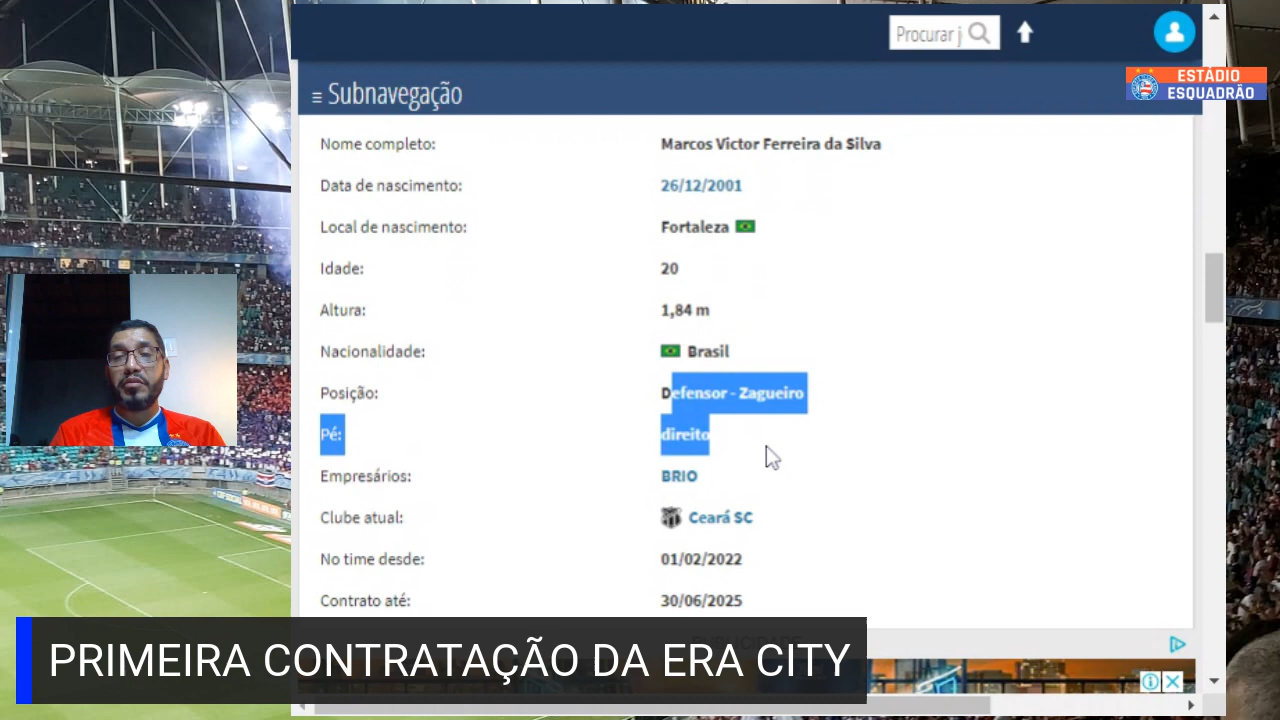 Procurar j
ESTÁDIO
ESQUADRÃO
≡ Subnavegação
Nome completo: Marcos Victor Ferreira da Silva
Data de nascimento: 26/12/2001
Local de nascimento: Fortaleza
Idade: 20
Altura: 1,84 m
Nacionalidade: Brasil
Posição: Defensor - Zagueiro
Pé: direito
Empresários: BRIO
Clube atual: Ceará SC
No time desde: 01/02/2022
Contrato até: 30/06/2025
PRIMEIRA CONTRATAÇÃO DA ERA CITY